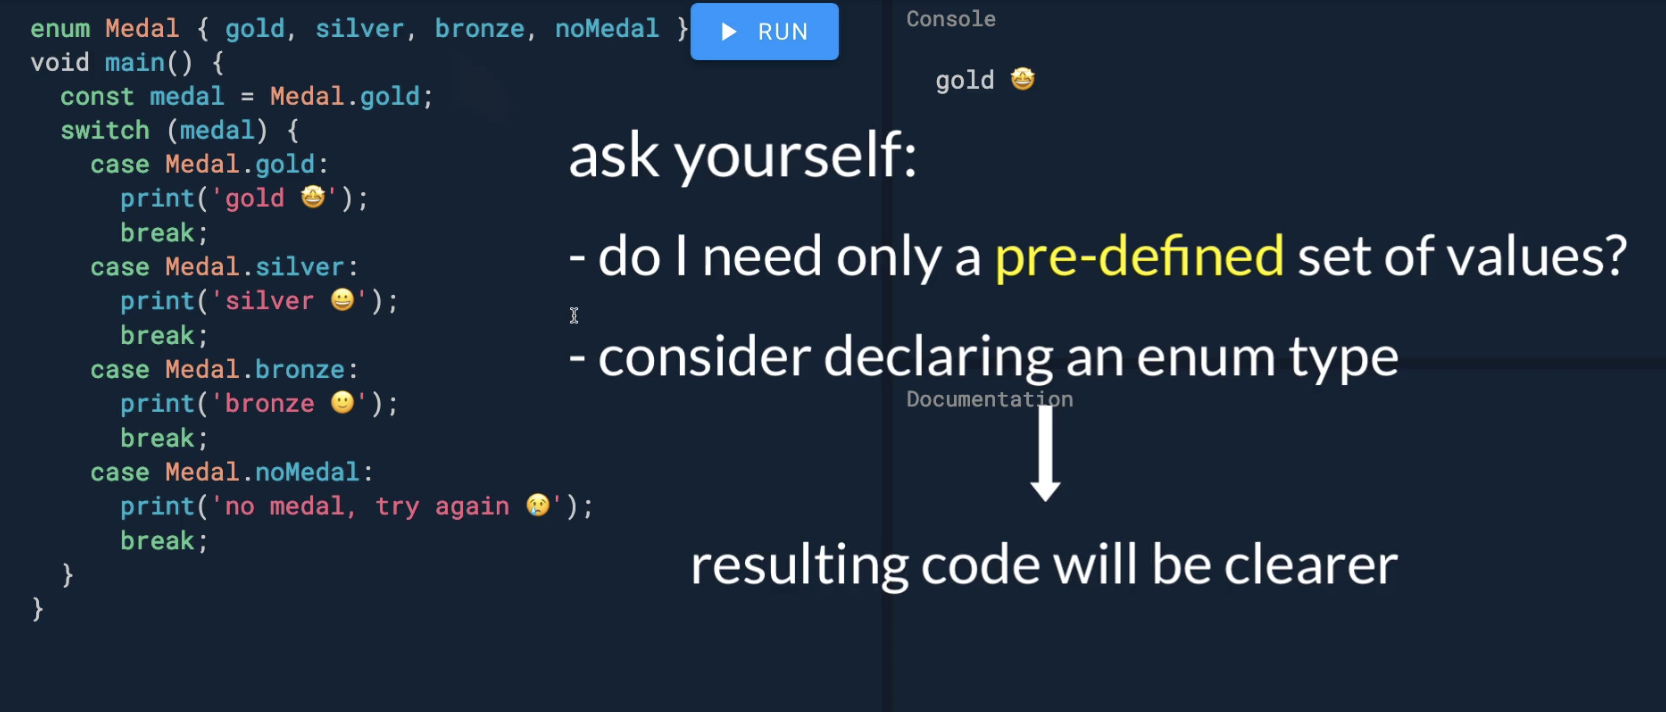 enum Medal { gold, silver, bronze, noMedal }
void main() {
  const medal = Medal.gold;
  switch (medal) {
    case Medal.gold:
      print('gold 🤩');
      break;
    case Medal.silver:
      print('silver 😀');
      break;
    case Medal.bronze:
      print('bronze 🙂');
      break;
    case Medal.noMedal:
      print('no medal, try again 😢');
      break;
  }
}
RUN
Console
gold 🤩
ask yourself:
- do I need only a pre-defined set of values?
- consider declaring an enum type
Documentation
resulting code will be clearer